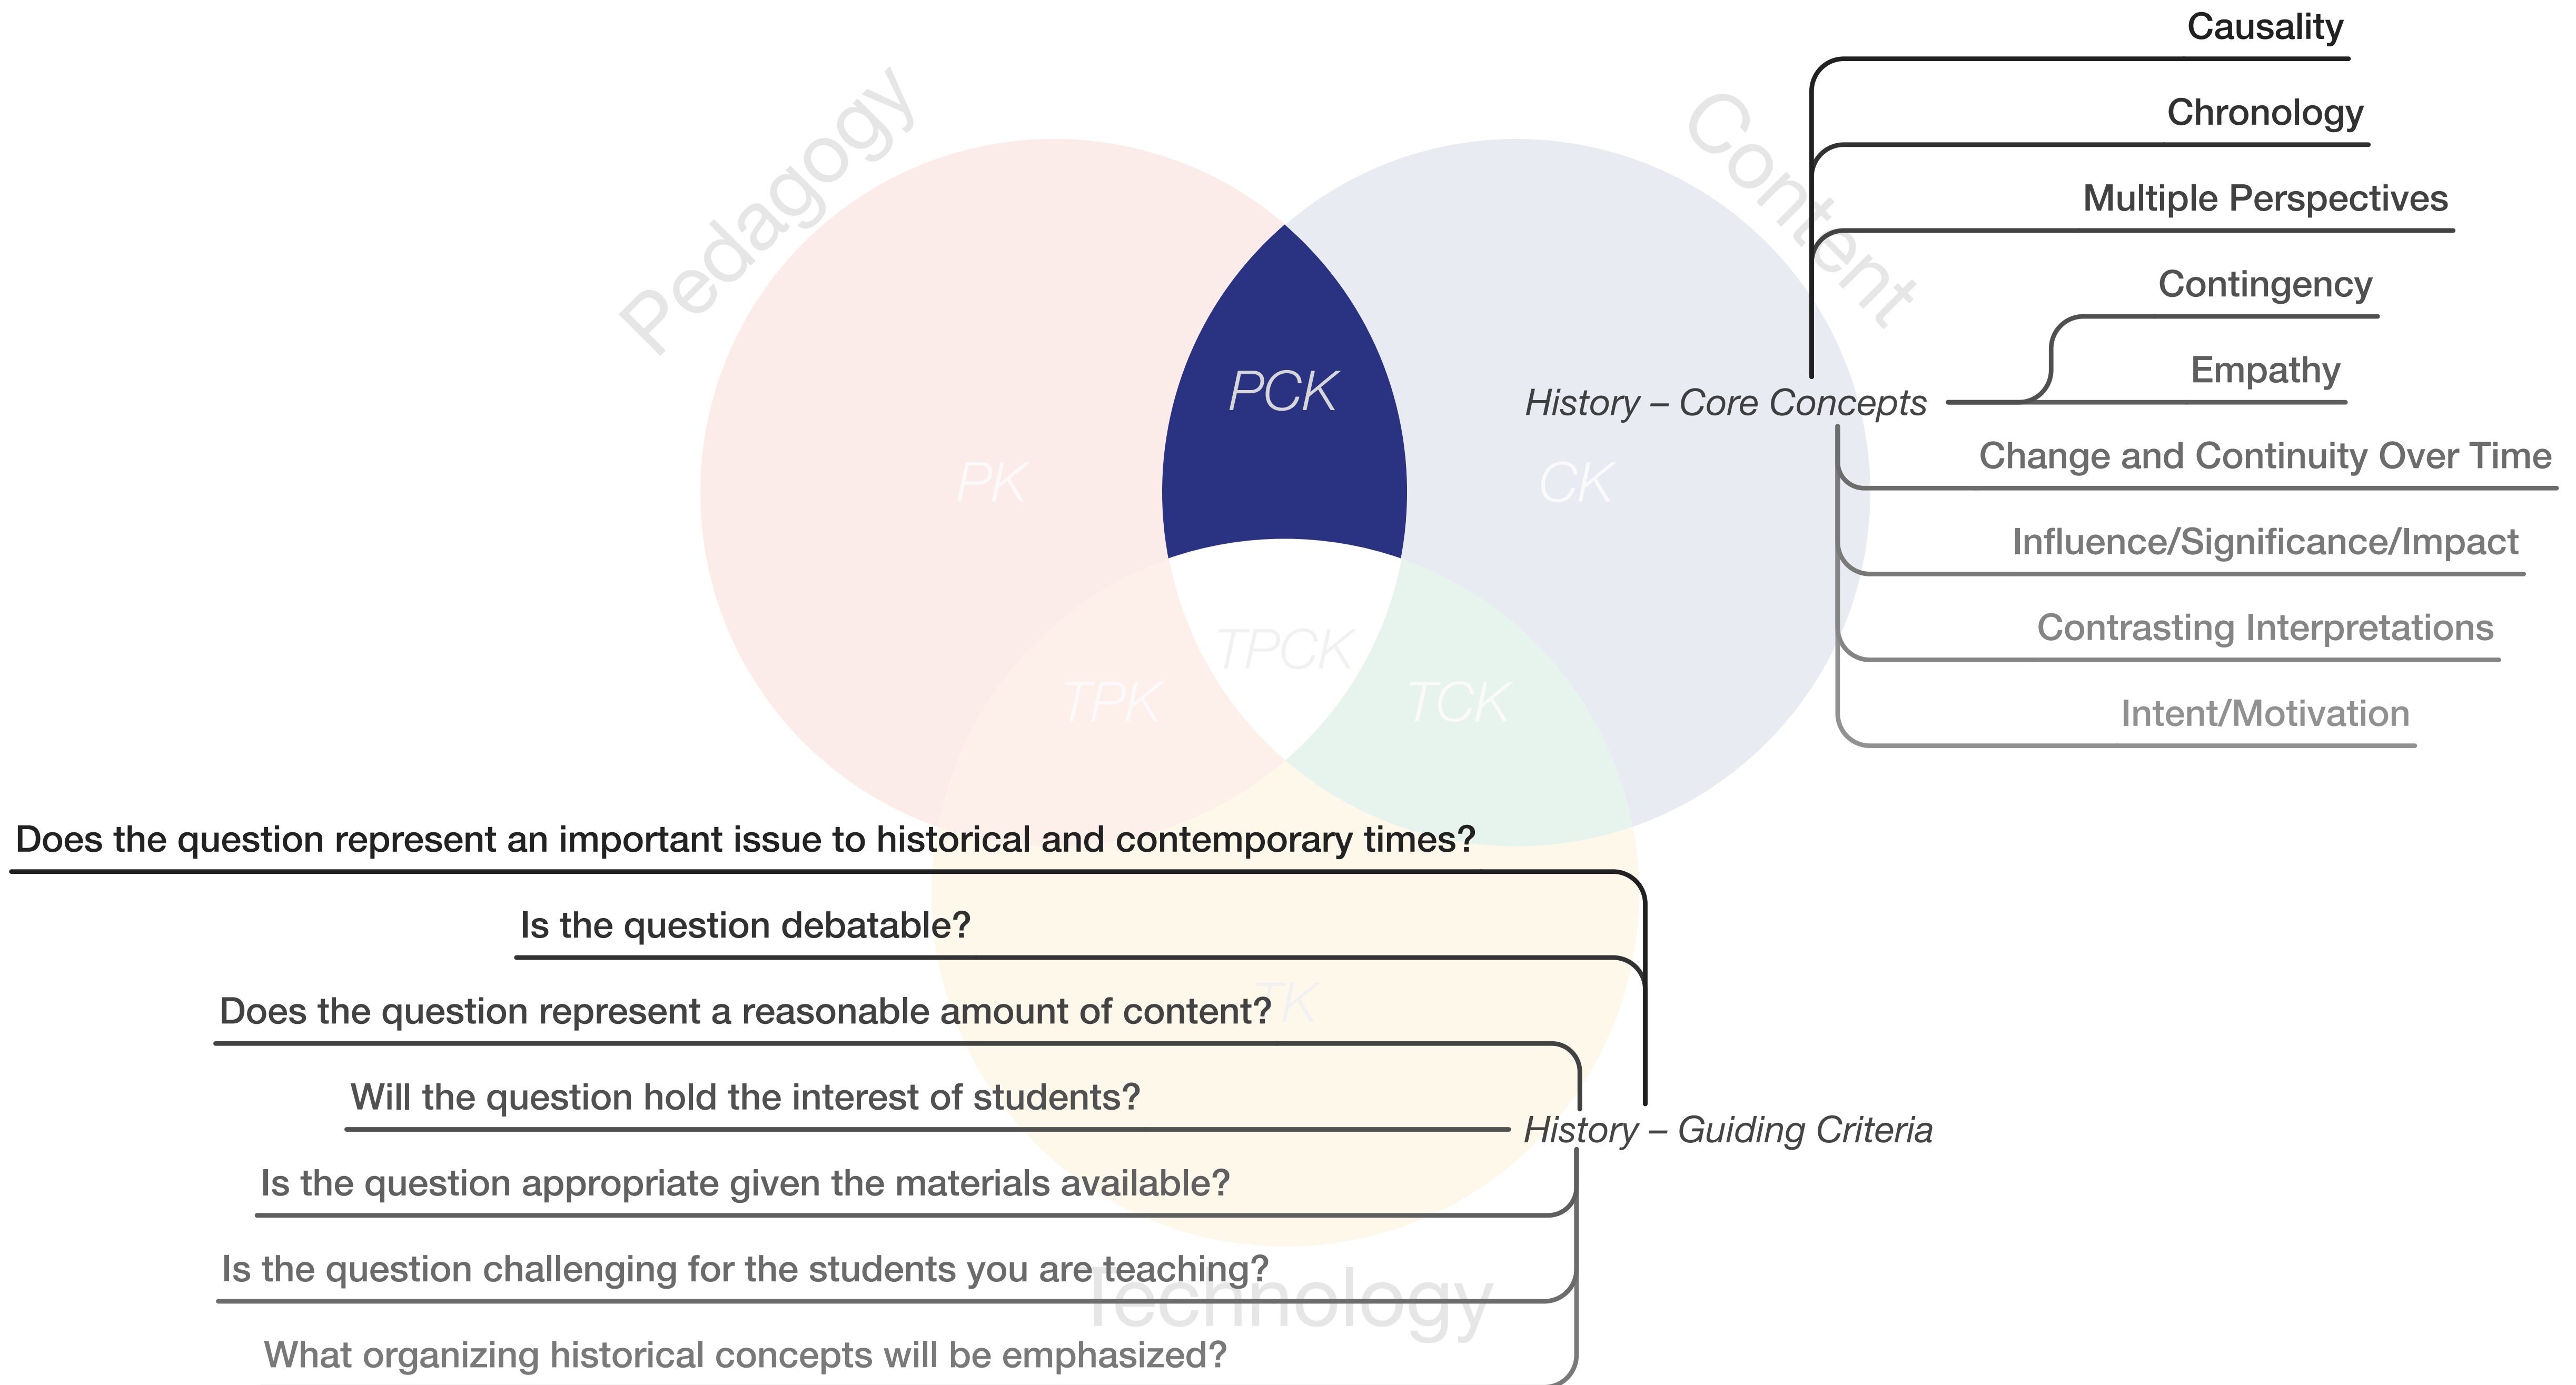 Causality
Chronology
Multiple Perspectives
Contingency
Empathy
History – Core Concepts
Change and Continuity Over Time
Influence/Significance/Impact
Contrasting Interpretations
Intent/Motivation
Pedagogy
Content
PCK
PK
CK
TPCK
TPK
TCK
Does the question represent an important issue to historical and contemporary times?
Is the question debatable?
Does the question represent a reasonable amount of content?
TK
Will the question hold the interest of students?
History – Guiding Criteria
Is the question appropriate given the materials available?
Is the question challenging for the students you are teaching?
Technology
What organizing historical concepts will be emphasized?